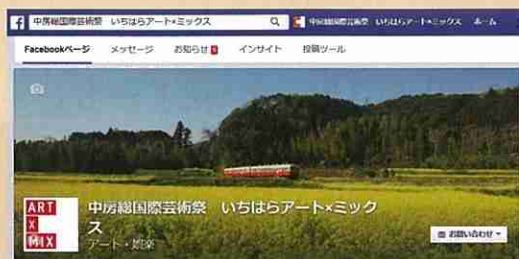 中房総国際芸術祭 いちはらアート×ミックス
中房総国際芸術祭 いちはらアート×ミックス ホーム
Facebookページ メッセージ お知らせ インサイト 投稿ツール
ART
X
MIX
中房総国際芸術祭 いちはらアート×ミック
ス
アート・娯楽
お問い合わせ